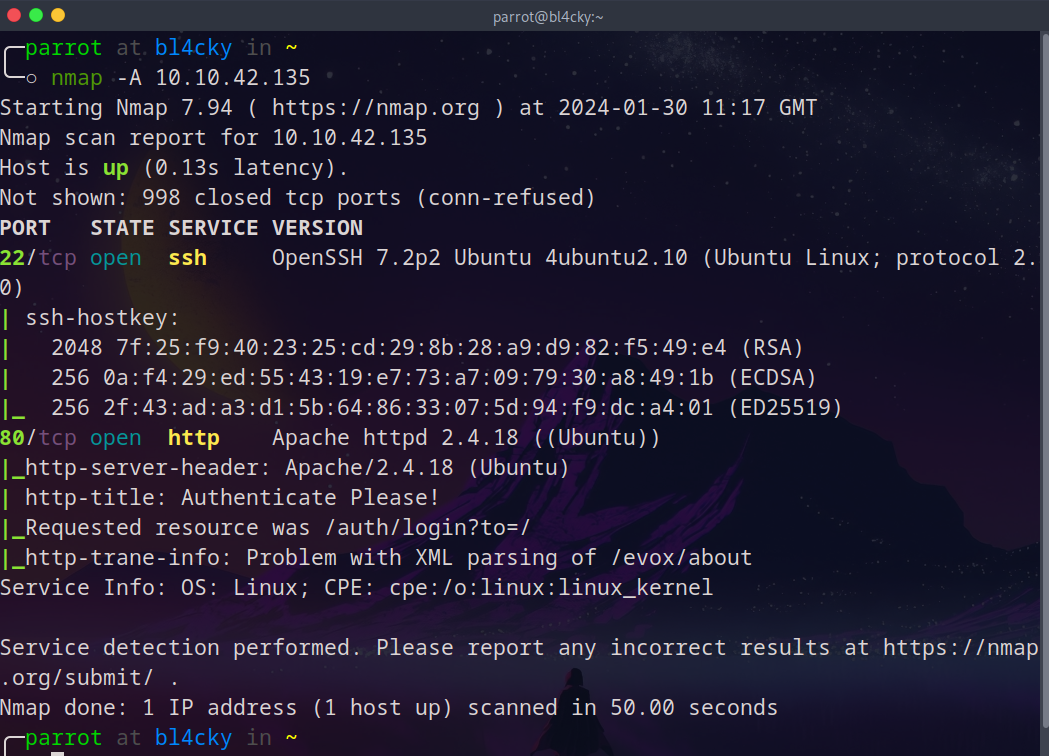 parrot@bl4cky:~
parrot at bl4cky in ~
nmap -A 10.10.42.135
Starting Nmap 7.94 ( https://nmap.org ) at 2024-01-30 11:17 GMT
Nmap scan report for 10.10.42.135
Host is up (0.13s latency).
Not shown: 998 closed tcp ports (conn-refused)
PORT   STATE SERVICE VERSION
22/tcp open  ssh     OpenSSH 7.2p2 Ubuntu 4ubuntu2.10 (Ubuntu Linux; protocol 2.
0)
| ssh-hostkey:
|   2048 7f:25:f9:40:23:25:cd:29:8b:28:a9:d9:82:f5:49:e4 (RSA)
|   256 0a:f4:29:ed:55:43:19:e7:73:a7:09:79:30:a8:49:1b (ECDSA)
|_  256 2f:43:ad:a3:d1:5b:64:86:33:07:5d:94:f9:dc:a4:01 (ED25519)
80/tcp open  http    Apache httpd 2.4.18 ((Ubuntu))
|_http-server-header: Apache/2.4.18 (Ubuntu)
| http-title: Authenticate Please!
|_Requested resource was /auth/login?to=/
|_http-trane-info: Problem with XML parsing of /evox/about
Service Info: OS: Linux; CPE: cpe:/o:linux:linux_kernel

Service detection performed. Please report any incorrect results at https://nmap
.org/submit/ .
Nmap done: 1 IP address (1 host up) scanned in 50.00 seconds
parrot at bl4cky in ~